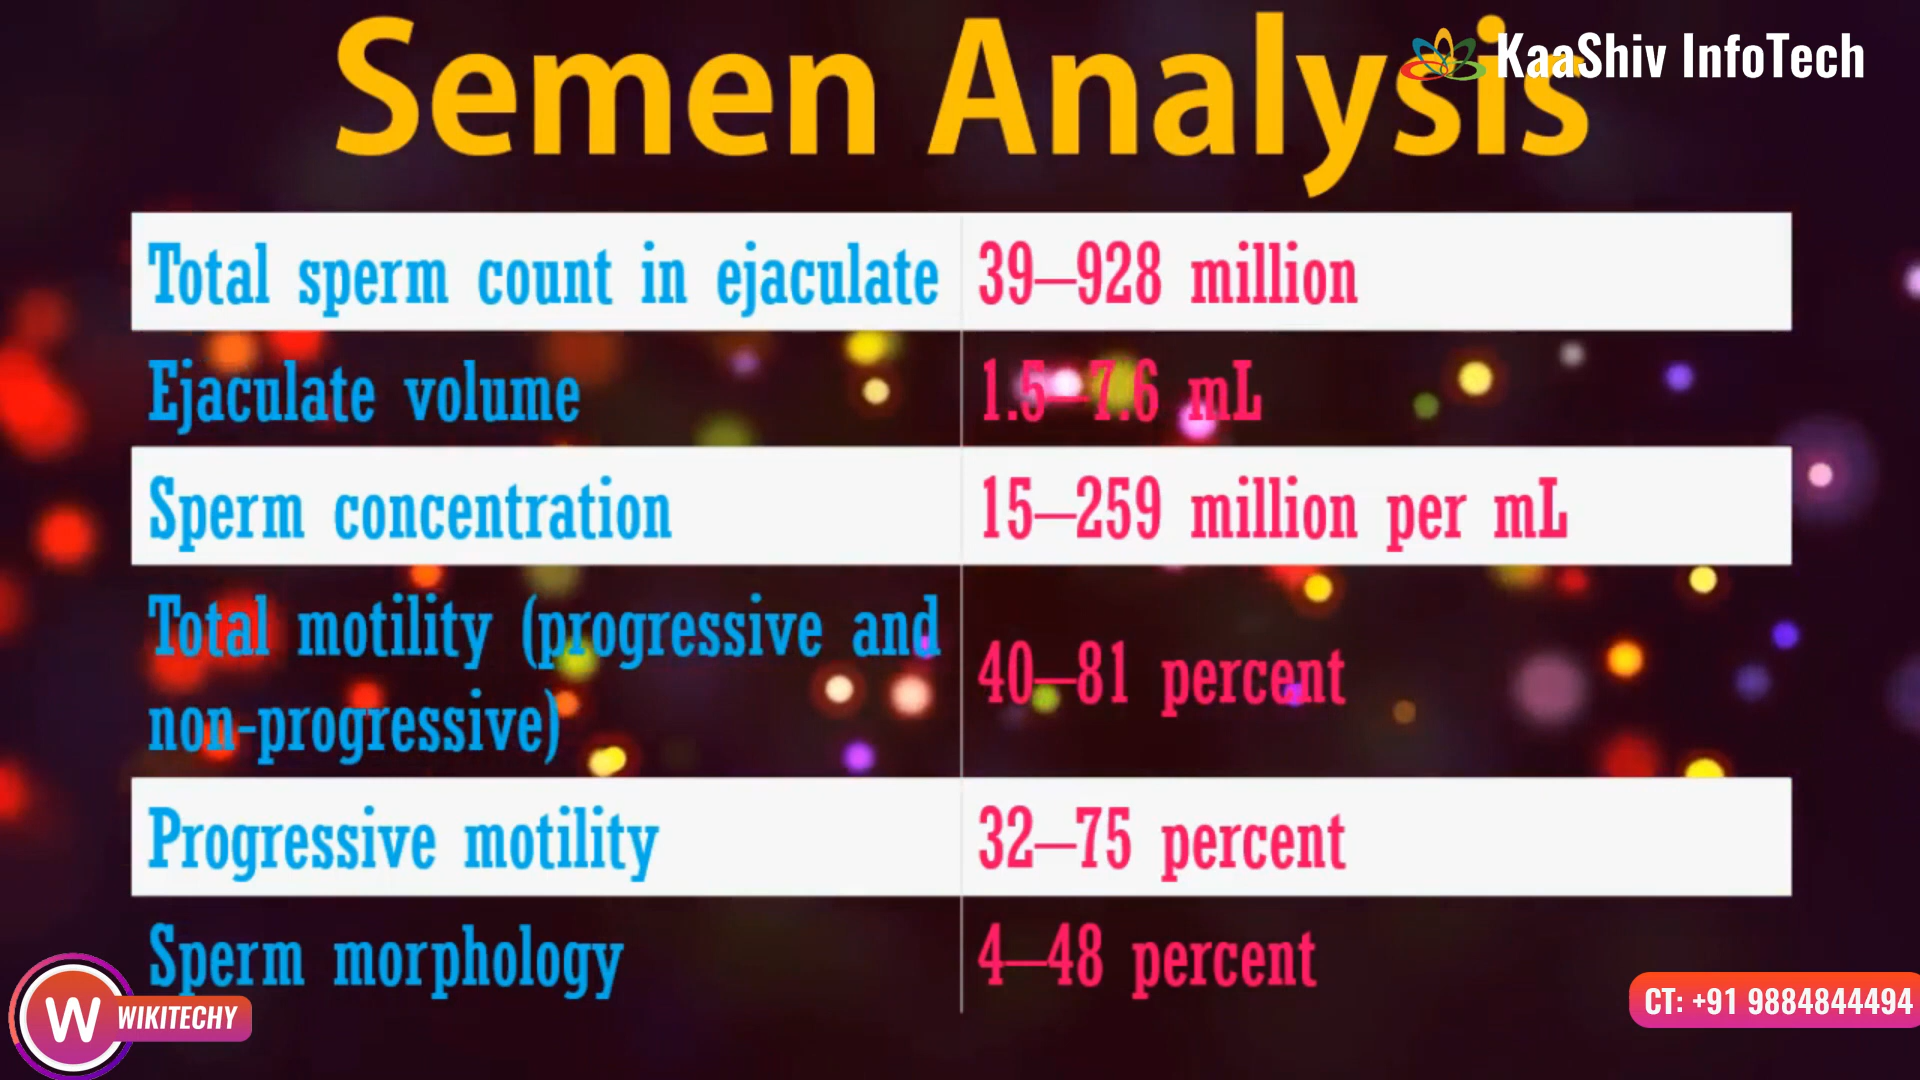 Semen Analysis
KaaShiv InfoTech
Total sperm count in ejaculate 39–928 million
Ejaculate volume 1.5–7.6 mL
Sperm concentration 15–259 million per mL
Total motility (progressive and
non-progressive) 40–81 percent
Progressive motility 32–75 percent
Sperm morphology 4–48 percent
W WIKITECHY
CT: +91 9884844494